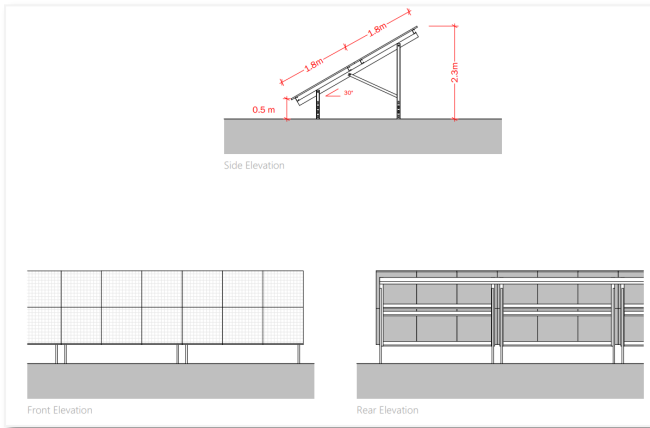 1.8m
1.8m
2.3m
30°
0.5 m
Side Elevation
Front Elevation
Rear Elevation